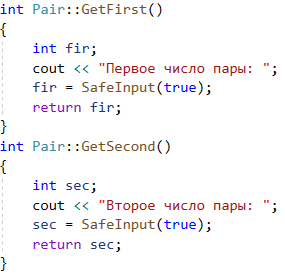 int Pair::GetFirst()
{
int fir;
cout << "Первое число пары: ";
fir = SafeInput(true);
return fir;
}
int Pair::GetSecond()
{
int sec;
cout << "Второе число пары: ";
sec = SafeInput(true);
return sec;
}